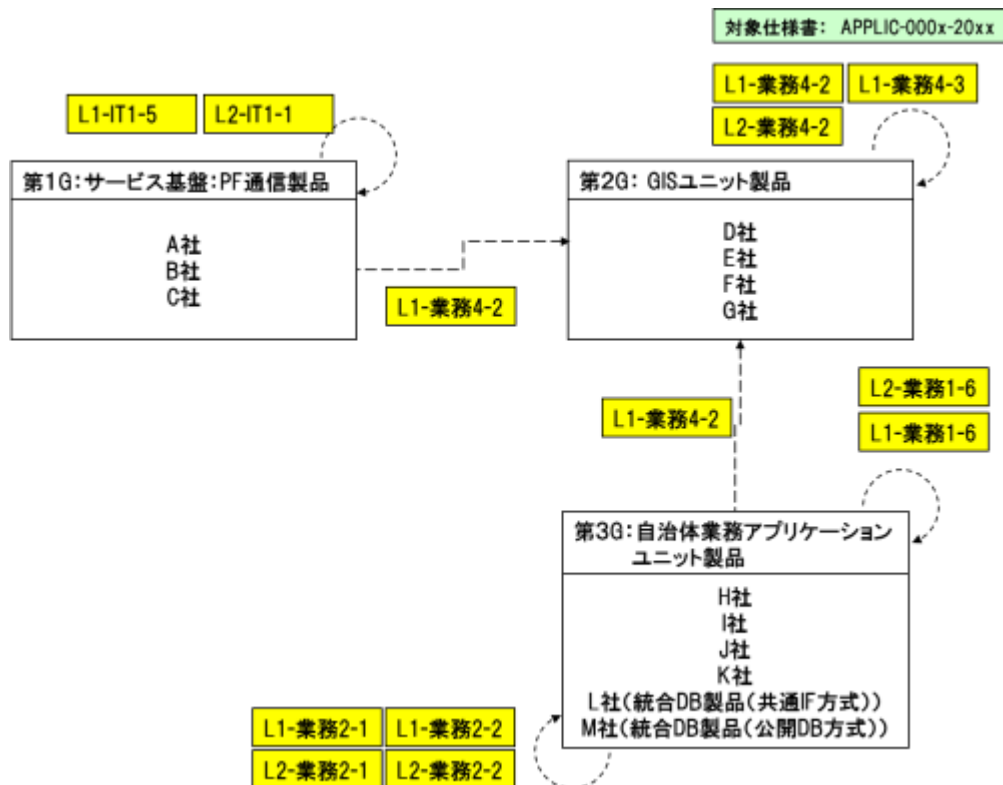 対象仕様書： APPLIC-000x-20xx
L1-IT1-5
L2-IT1-1
L1-業務4-2
L1-業務4-3
L2-業務4-2
第1G：サービス基盤：PF通信製品
A社
B社
C社
第2G： GISユニット製品
D社
E社
F社
G社
L1-業務4-2
L1-業務4-2
L2-業務1-6
L1-業務1-6
第3G：自治体業務アプリケーション
ユニット製品
H社
I社
J社
K社
L社（統合DB製品（共通IF方式））
M社（統合DB製品（公開DB方式））
L1-業務2-1
L1-業務2-2
L2-業務2-1
L2-業務2-2